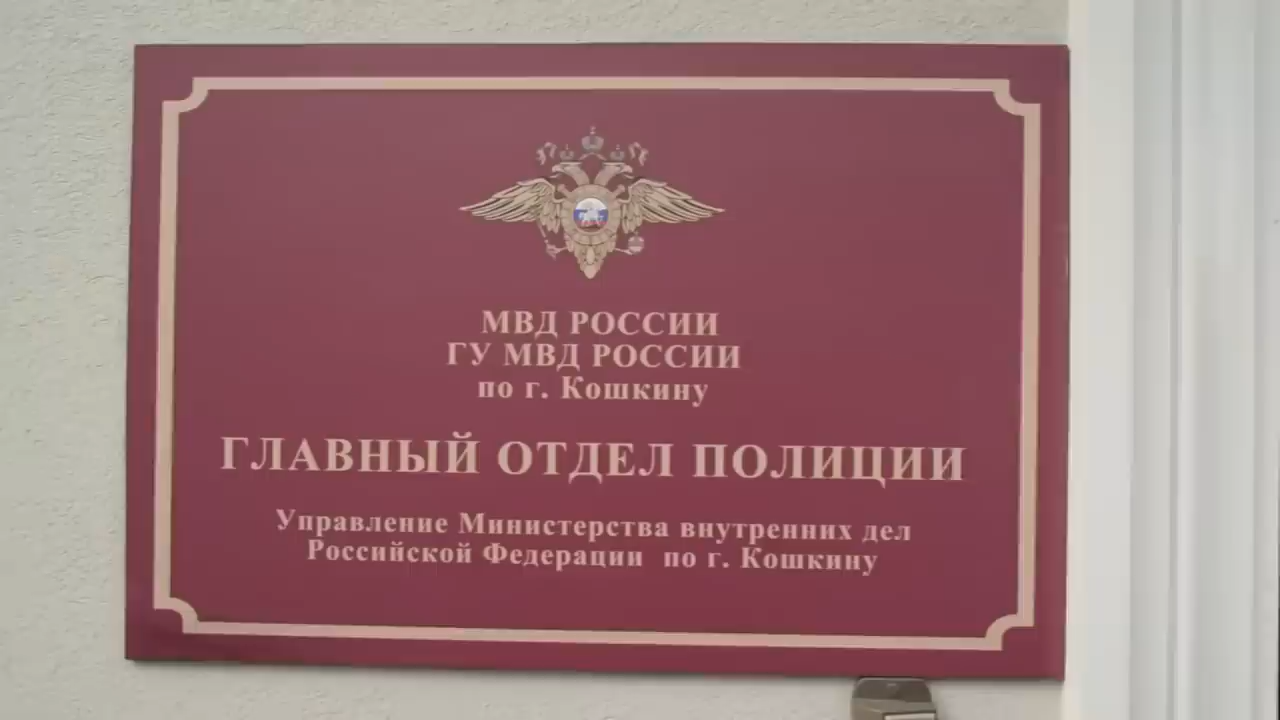 МВД РОССИИ
ГУ МВД РОССИИ
по г. Кошкину
ГЛАВНЫЙ ОТДЕЛ ПОЛИЦИИ
Управление Министерства внутренних дел
Российской Федерации по г. Кошкину